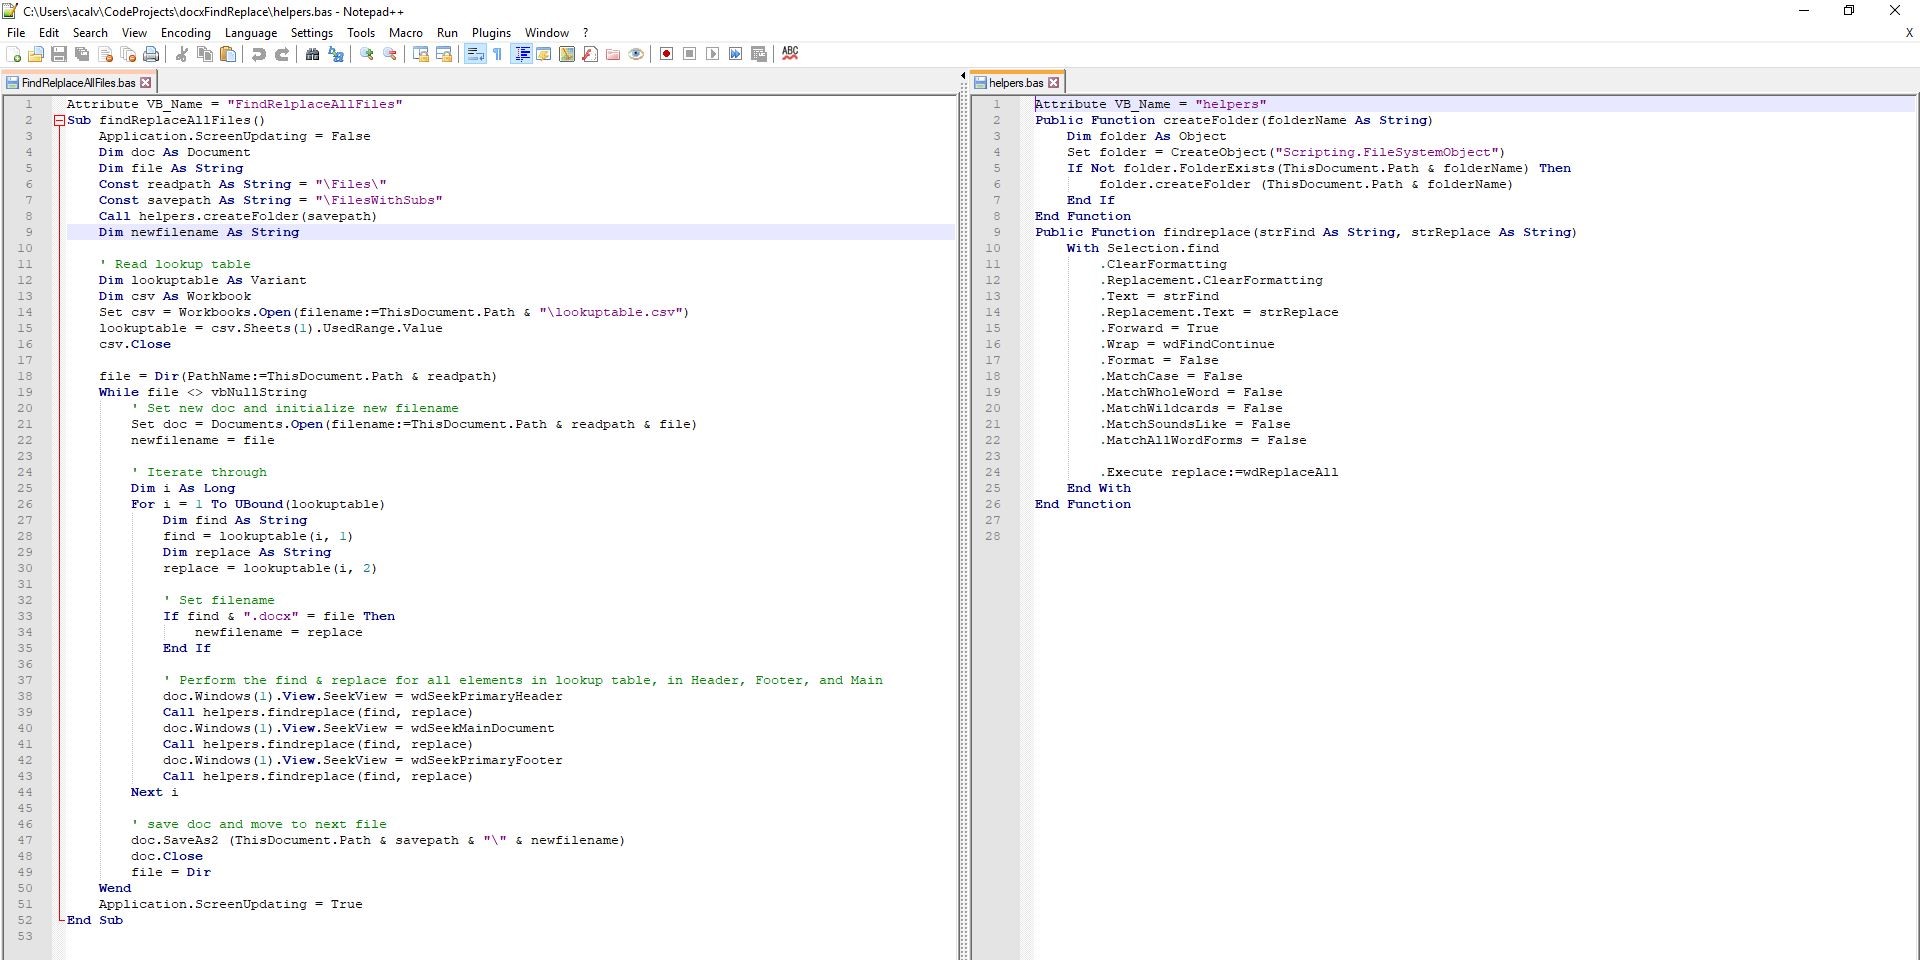 C:\Users\acalv\CodeProjects\docxFindReplace\helpers.bas - Notepad++
File Edit Search View Encoding Language Settings Tools Macro Run Plugins Window ? X
ABC
FindRelplaceAllFiles.bas
1 Attribute VB_Name = "FindRelplaceAllFiles"
2 Sub findReplaceAllFiles()
3 Application.ScreenUpdating = False
4 Dim doc As Document
5 Dim file As String
6 Const readpath As String = "\Files\"
7 Const savepath As String = "\FilesWithSubs"
8 Call helpers.createFolder(savepath)
9 Dim newfilename As String
10
11 ' Read lookup table
12 Dim lookuptable As Variant
13 Dim csv As Workbook
14 Set csv = Workbooks.Open(filename:=ThisDocument.Path & "\lookuptable.csv")
15 lookuptable = csv.Sheets(1).UsedRange.Value
16 csv.Close
17
18 file = Dir(PathName:=ThisDocument.Path & readpath)
19 While file <> vbNullString
20 ' Set new doc and initialize new filename
21 Set doc = Documents.Open(filename:=ThisDocument.Path & readpath & file)
22 newfilename = file
23
24 ' Iterate through
25 Dim i As Long
26 For i = 1 To UBound(lookuptable)
27 Dim find As String
28 find = lookuptable(i, 1)
29 Dim replace As String
30 replace = lookuptable(i, 2)
31
32 ' Set filename
33 If find & ".docx" = file Then
34 newfilename = replace
35 End If
36
37 ' Perform the find & replace for all elements in lookup table, in Header, Footer, and Main
38 doc.Windows(1).View.SeekView = wdSeekPrimaryHeader
39 Call helpers.findreplace(find, replace)
40 doc.Windows(1).View.SeekView = wdSeekMainDocument
41 Call helpers.findreplace(find, replace)
42 doc.Windows(1).View.SeekView = wdSeekPrimaryFooter
43 Call helpers.findreplace(find, replace)
44 Next i
45
46 ' save doc and move to next file
47 doc.SaveAs2 (ThisDocument.Path & savepath & "\" & newfilename)
48 doc.Close
49 file = Dir
50 Wend
51 Application.ScreenUpdating = True
52 End Sub
53
helpers.bas
1 Attribute VB_Name = "helpers"
2 Public Function createFolder(folderName As String)
3 Dim folder As Object
4 Set folder = CreateObject("Scripting.FileSystemObject")
5 If Not folder.FolderExists(ThisDocument.Path & folderName) Then
6 folder.createFolder (ThisDocument.Path & folderName)
7 End If
8 End Function
9 Public Function findreplace(strFind As String, strReplace As String)
10 With Selection.find
11 .ClearFormatting
12 .Replacement.ClearFormatting
13 .Text = strFind
14 .Replacement.Text = strReplace
15 .Forward = True
16 .Wrap = wdFindContinue
17 .Format = False
18 .MatchCase = False
19 .MatchWholeWord = False
20 .MatchWildcards = False
21 .MatchSoundsLike = False
22 .MatchAllWordForms = False
23
24 .Execute replace:=wdReplaceAll
25 End With
26 End Function
27
28